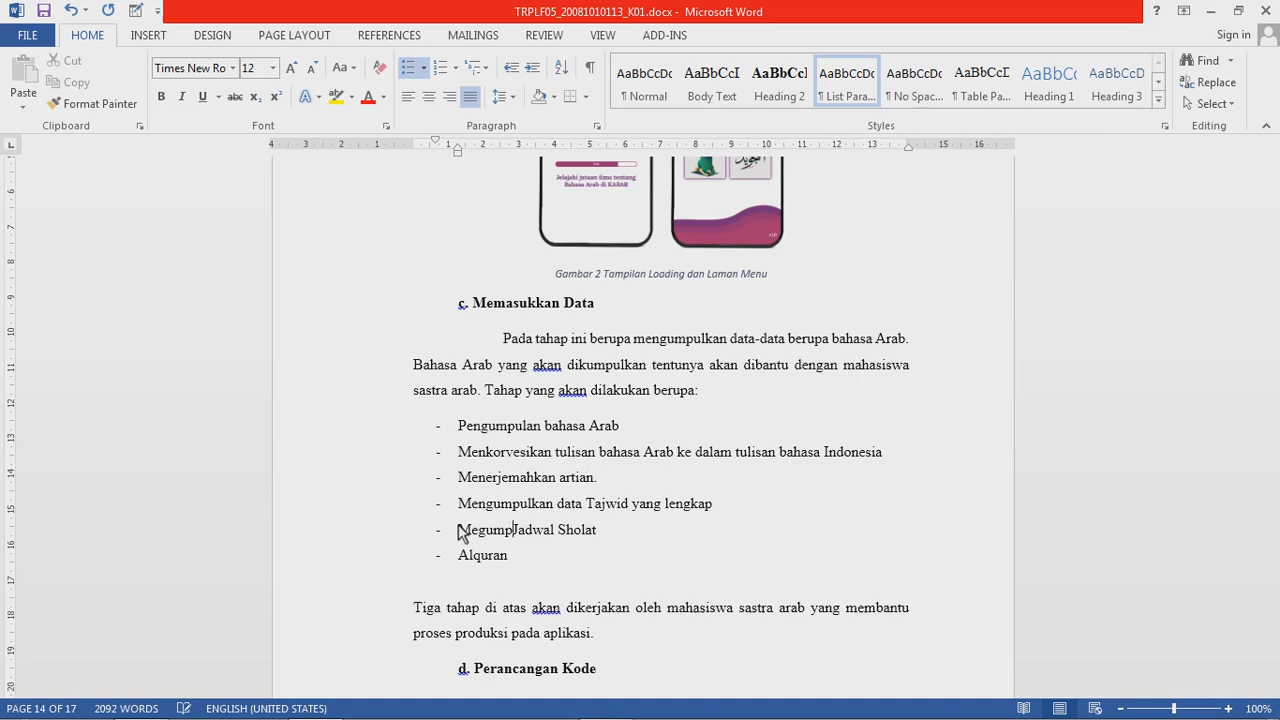 TRPLF05_20081010113_K01.docx - Microsoft Word
FILE HOME INSERT DESIGN PAGE LAYOUT REFERENCES MAILINGS REVIEW VIEW ADD-INS Sign in
Paste Cut Copy Format Painter
Clipboard
Times New Ro 12
Font
Paragraph
AaBbCcDc ¶ Normal
AaBbCcI Body Text
AaBbCcI Heading 2
AaBbCcDc ¶ List Para...
AaBbCcDc ¶ No Spac...
AaBbCcD ¶ Table Pa...
AaBbC Heading 1
AaBbCcD Heading 3
Styles
Find Replace Select
Editing
Jelajahi jutaan ilmu tentang
Bahasa Arab di KABAR
Gambar 2 Tampilan Loading dan Laman Menu
c. Memasukkan Data
Pada tahap ini berupa mengumpulkan data-data berupa bahasa Arab.
Bahasa Arab yang akan dikumpulkan tentunya akan dibantu dengan mahasiswa
sastra arab. Tahap yang akan dilakukan berupa:
- Pengumpulan bahasa Arab
- Menkorvesikan tulisan bahasa Arab ke dalam tulisan bahasa Indonesia
- Menerjemahkan artian.
- Mengumpulkan data Tajwid yang lengkap
- MegumpJadwal Sholat
- Alquran
Tiga tahap di atas akan dikerjakan oleh mahasiswa sastra arab yang membantu
proses produksi pada aplikasi.
d. Perancangan Kode
PAGE 14 OF 17 2092 WORDS ENGLISH (UNITED STATES) 100%